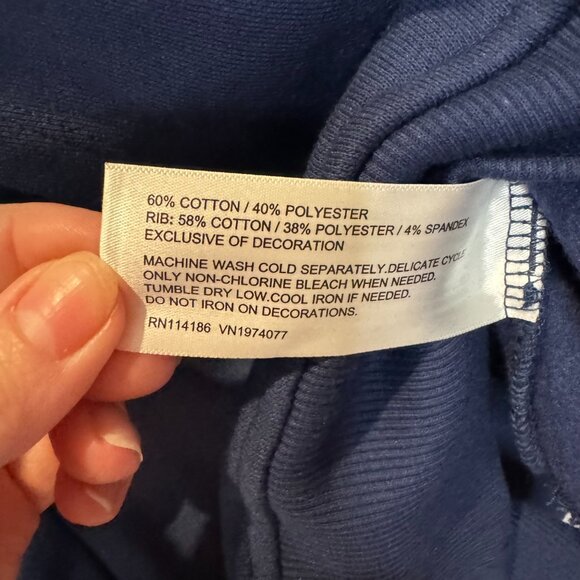 60% COTTON / 40% POLYESTER
RIB: 58% COTTON / 38% POLYESTER / 4% SPANDEX
EXCLUSIVE OF DECORATION
MACHINE WASH COLD SEPARATELY.DELICATE CYCLE
ONLY NON-CHLORINE BLEACH WHEN NEEDED.
TUMBLE DRY LOW.COOL IRON IF NEEDED.
DO NOT IRON ON DECORATIONS.
RN114186 VN1974077